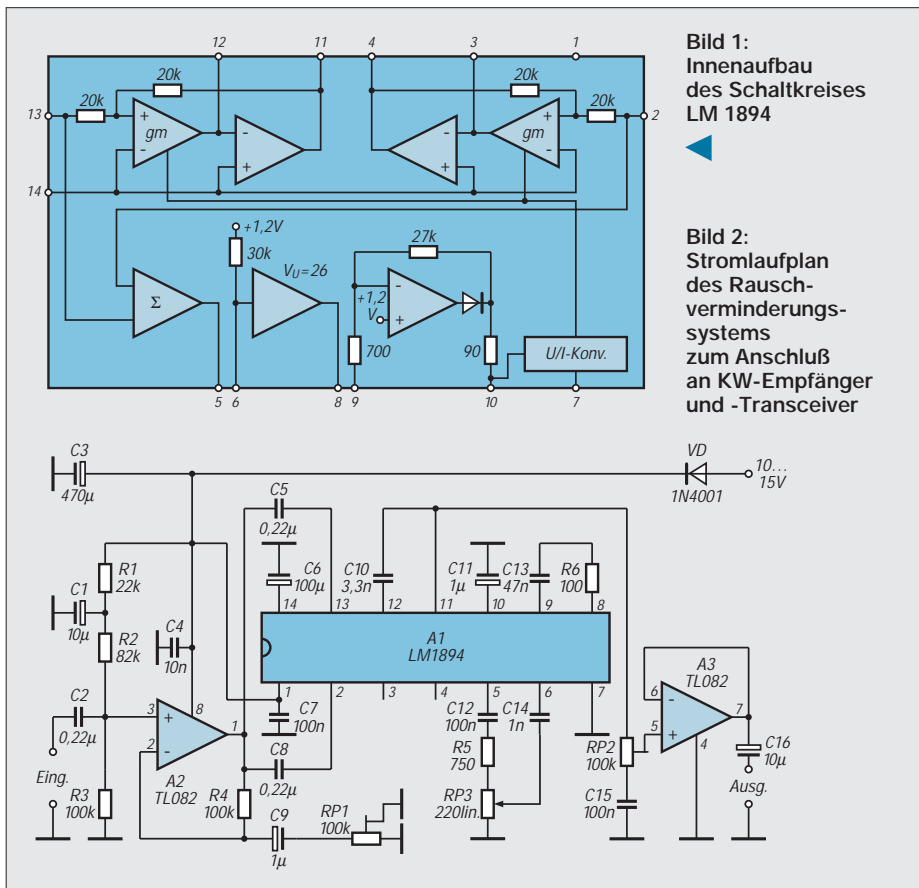 12
11
4
3
1
20k
20k
20k
20k
13
2
+
gm
-
-
+
-
+
+
gm
-
14
+1,2V
30k
VU=26
27k
+1,2
V
-
+
Σ
700
90
U/I-Konv.
5
6
8
9
10
7
Bild 1:
Innenaufbau
des Schaltkreises
LM 1894
Bild 2:
Stromlaufplan
des Rausch-
verminderungs-
systems
zum Anschluß
an KW-Empfänger
und -Transceiver
C3
470µ
VD
1N4001
10...
15V
C5
0,22µ
R1
22k
C1
10µ
R2
82k
C4
10n
C6
100µ
C10
3,3n
C11
1µ
C13
47n
R6
100
14
13
12
11
10
9
8
A1
LM1894
1
2
3
4
5
6
7
C7
100n
C2
0,22µ
Eing.
R3
100k
3
+
2
-
8
1
A2
TL082
C8
0,22µ
R4
100k
C9
1µ
RP1
100k
C12
100n
R5
750
RP3
220lin.
C14
1n
RP2
100k
C15
100n
A3
TL082
6
-
5
+
7
4
C16
10µ
Ausg.